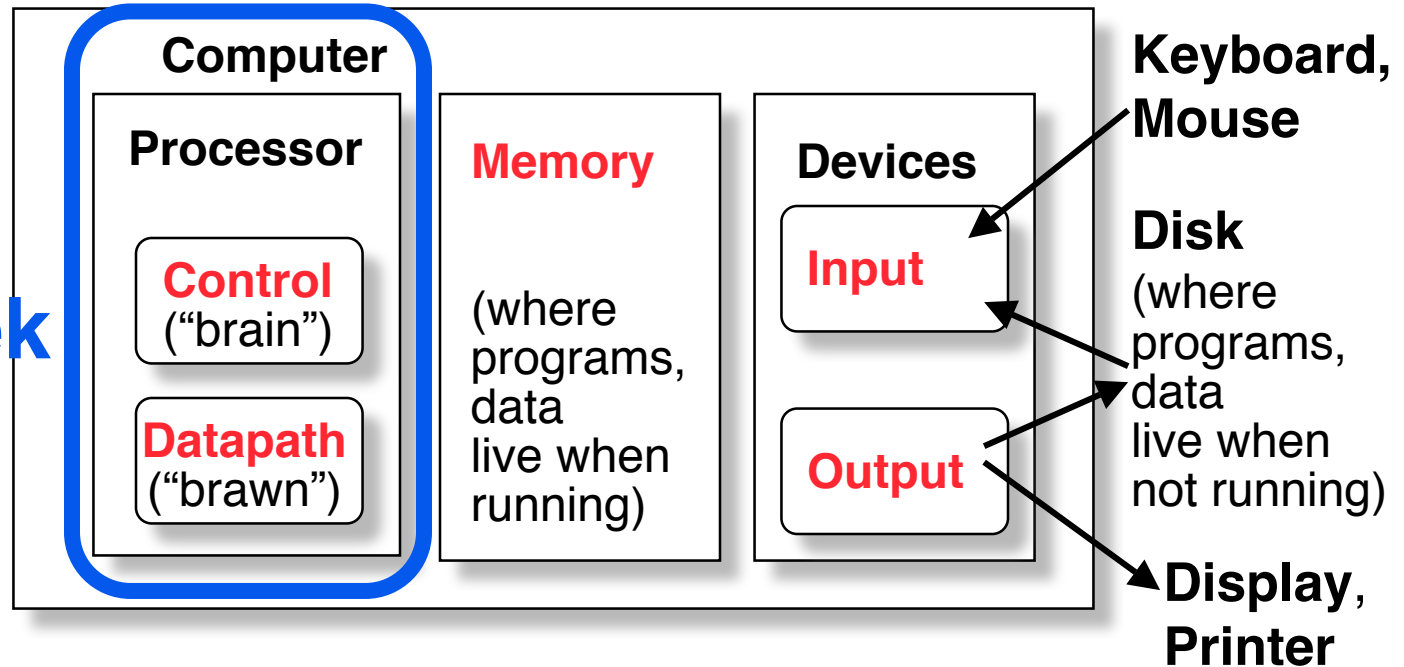 Computer
Processor
Control
(“brain”)
Datapath
(“brawn”)
Memory
(where
programs,
data
live when
running)
Devices
Input
Output
Keyboard,
Mouse
Disk
(where
programs,
data
live when
not running)
Display,
Printer